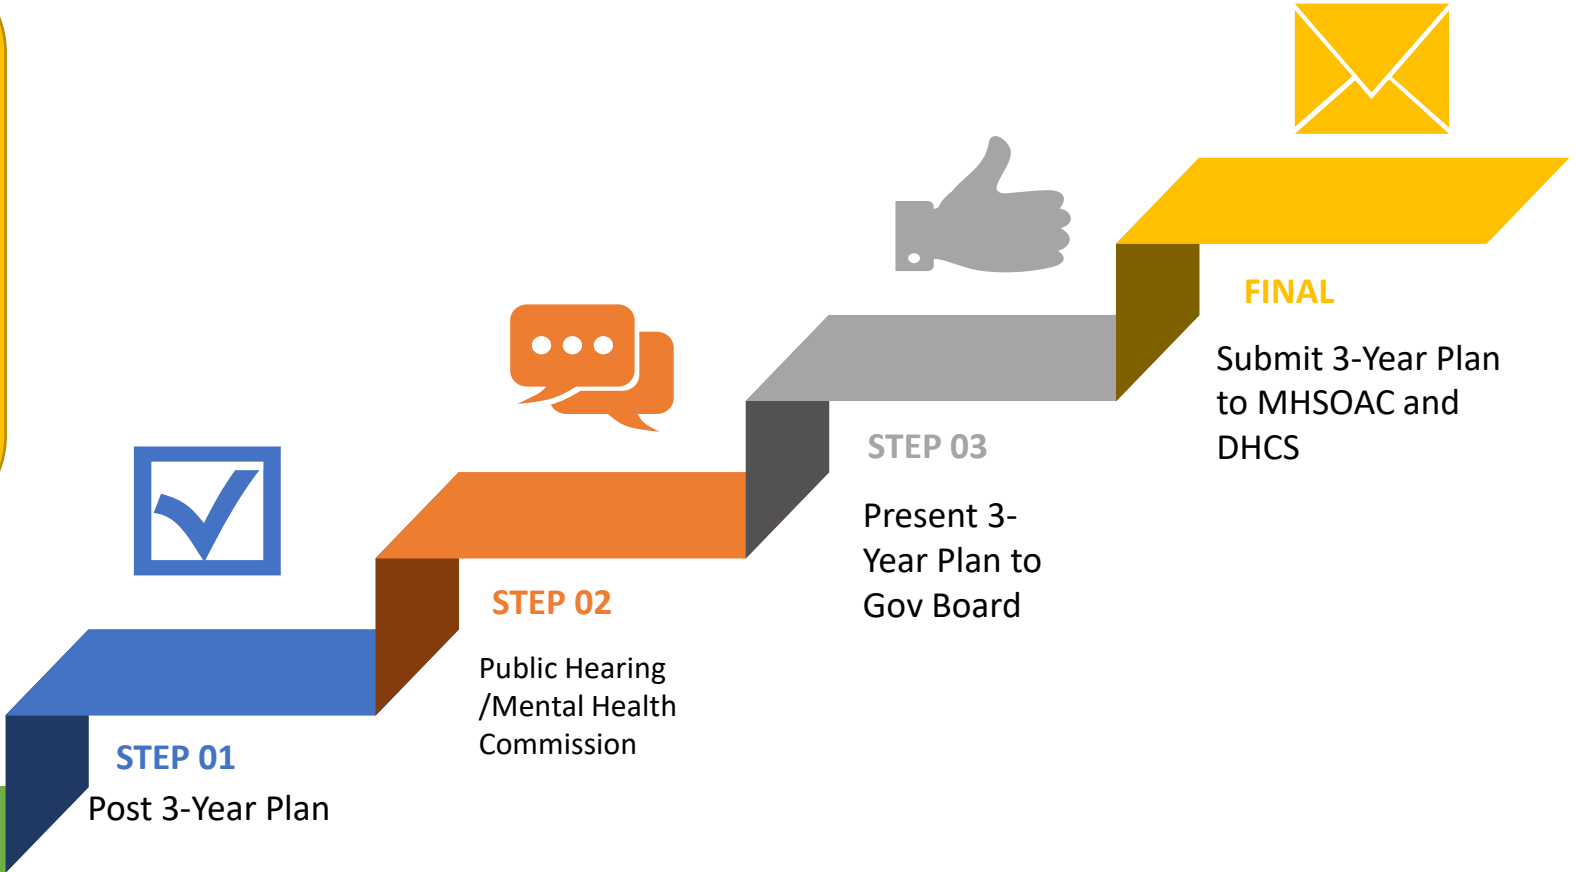 STEP 01
Post 3-Year Plan
STEP 02
Public Hearing
/Mental Health
Commission
STEP 03
Present 3-
Year Plan to
Gov Board
FINAL
Submit 3-Year Plan
to MHSOAC and
DHCS